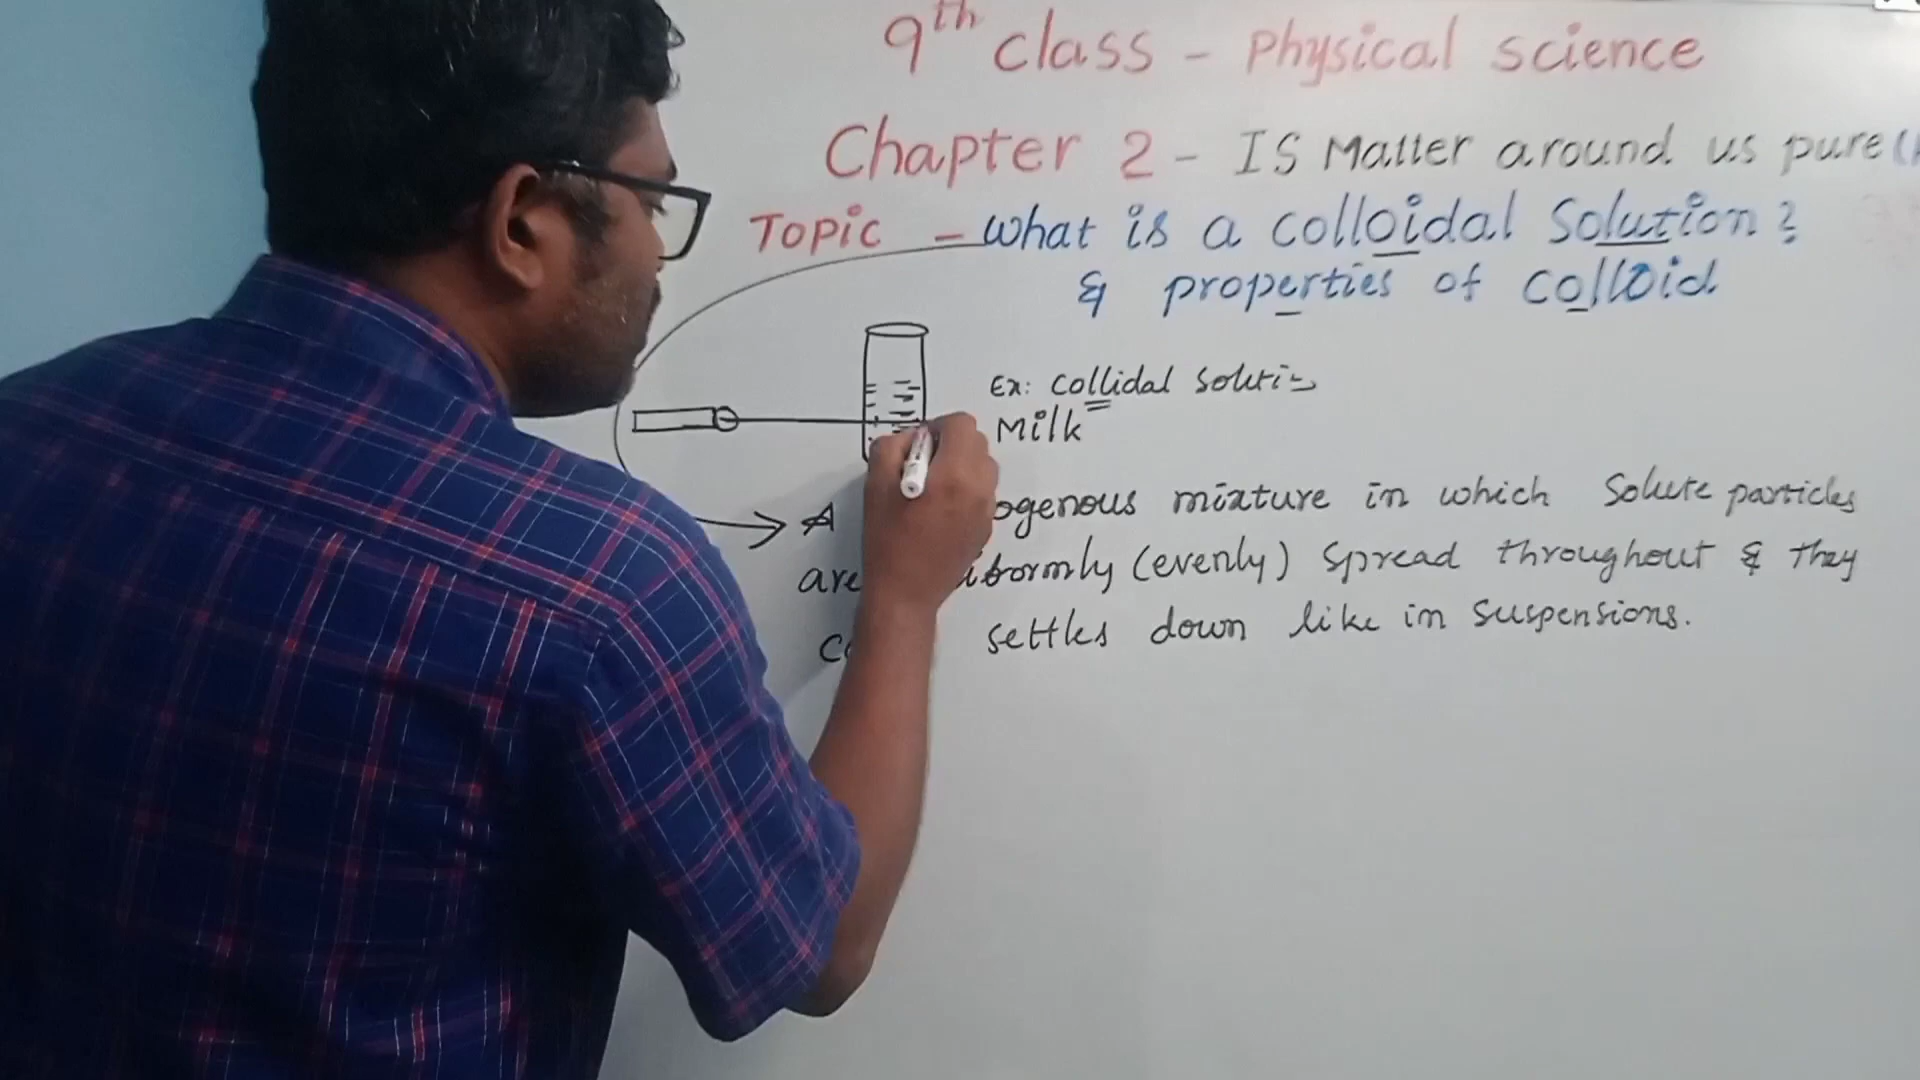 9th class - Physical science
Chapter 2 - IS Matter around us pure (
Topic - what is a colloidal Solution?
& properties of Colloid
Ex: Collidal
Milk
A ogenous mixture in which Solute particles
are iformly (evenly) spread throughout & they
settles down like in suspensions.